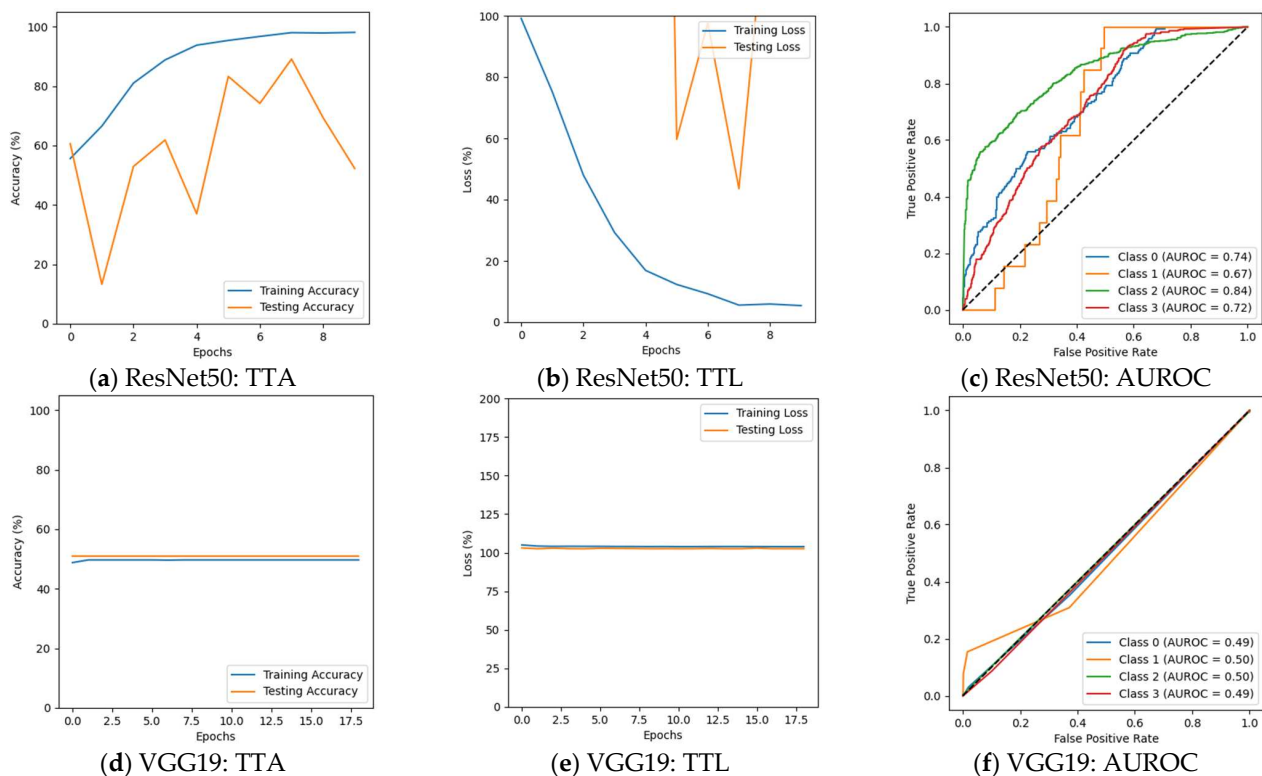 100
80
60
40
20
0
Accuracy (%)
0 2 4 6 8
Epochs
Training Accuracy
Testing Accuracy
(a) ResNet50: TTA
100
80
60
40
20
0
Loss (%)
0 2 4 6 8
Epochs
Training Loss
Testing Loss
(b) ResNet50: TTL
1.0
0.8
0.6
0.4
0.2
0.0
True Positive Rate
0.0 0.2 0.4 0.6 0.8 1.0
False Positive Rate
Class 0 (AUROC = 0.74)
Class 1 (AUROC = 0.67)
Class 2 (AUROC = 0.84)
Class 3 (AUROC = 0.72)
(c) ResNet50: AUROC
100
80
60
40
20
0
Accuracy (%)
0.0 2.5 5.0 7.5 10.0 12.5 15.0 17.5
Epochs
Training Accuracy
Testing Accuracy
(d) VGG19: TTA
200
175
150
125
100
75
50
25
0
Loss (%)
0.0 2.5 5.0 7.5 10.0 12.5 15.0 17.5
Epochs
Training Loss
Testing Loss
(e) VGG19: TTL
1.0
0.8
0.6
0.4
0.2
0.0
True Positive Rate
0.0 0.2 0.4 0.6 0.8 1.0
False Positive Rate
Class 0 (AUROC = 0.49)
Class 1 (AUROC = 0.50)
Class 2 (AUROC = 0.50)
Class 3 (AUROC = 0.49)
(f) VGG19: AUROC